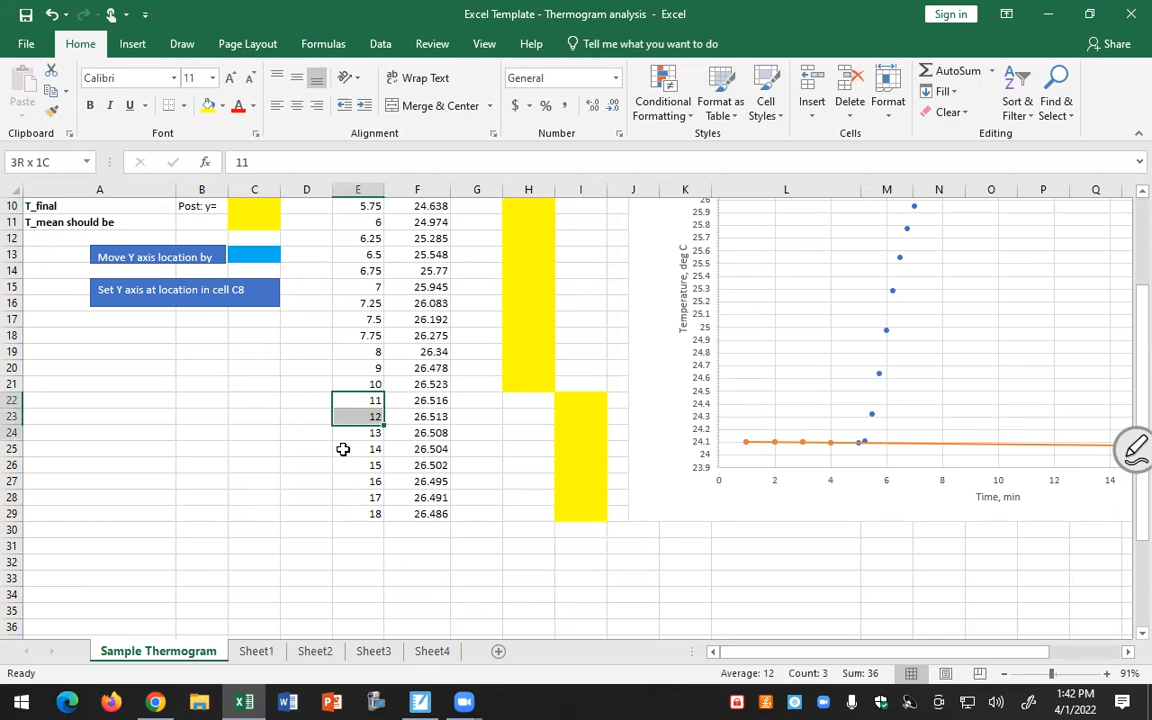 Excel Template - Thermogram analysis - Excel
Sign in
File Home Insert Draw Page Layout Formulas Data Review View Help Tell me what you want to do Share
Paste Calibri 11 Wrap Text General AutoSum
B I U Merge & Center $ % Conditional Formatting Format as Table Cell Styles Insert Delete Format Fill Clear Sort & Filter Find & Select
Clipboard Font Alignment Number Styles Cells Editing
3R x 1C fx 11
A B C D E F G H I J K L M N O P Q
10 T_final Post: y= 5.75 24.638
11 T_mean should be 6 24.974
12 6.25 25.285
13 Move Y axis location by 6.5 25.548
14 6.75 25.77
15 Set Y axis at location in cell C8 7 25.945
16 7.25 26.083
17 7.5 26.192
18 7.75 26.275
19 8 26.34
20 9 26.478
21 10 26.523
22 11 26.516
23 12 26.513
24 13 26.508
25 14 26.504
26 15 26.502
27 16 26.495
28 17 26.491
29 18 26.486
30
31
32
33
34
35
36
Temperature, deg C
26
25.9
25.8
25.7
25.6
25.5
25.4
25.3
25.2
25.1
25
24.9
24.8
24.7
24.6
24.5
24.4
24.3
24.2
24.1
24
23.9
0 2 4 6 8 10 12 14
Time, min
Sample Thermogram Sheet1 Sheet2 Sheet3 Sheet4
Ready Average: 12 Count: 3 Sum: 36 91%
1:42 PM
4/1/2022